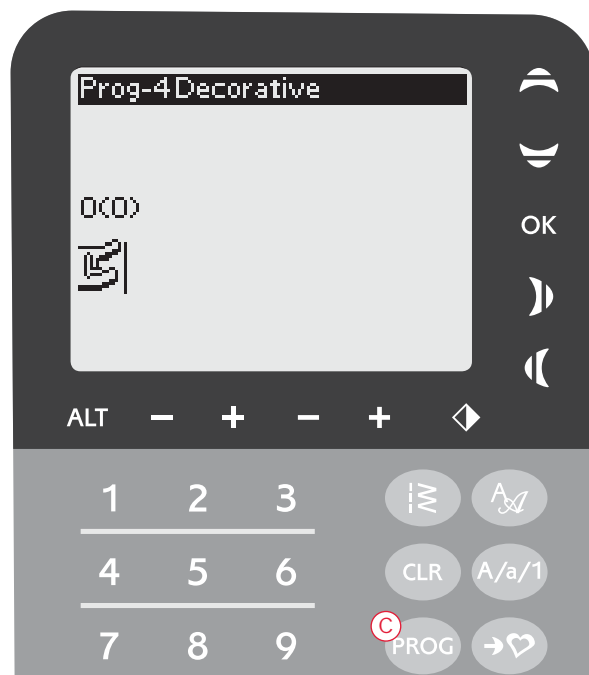 Prog-4 Decorative
0(0)
OK
ALT - + - +
1 2 3
A
4 5 6 CLR A/a/1
C
7 8 9 PROG